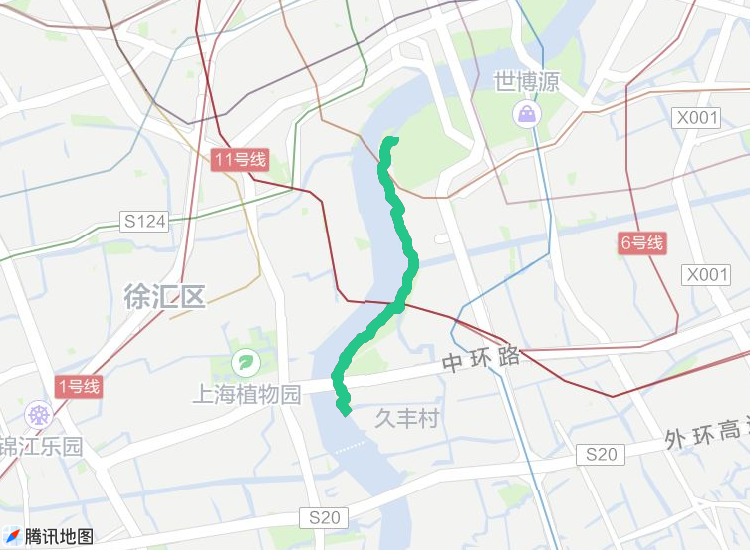 世博源
X001
11号线
S124
6号线
X001
徐汇区
中环路
1号线
上海植物园
久丰村
锦江乐园
外环高速
S20
S20
腾讯地图